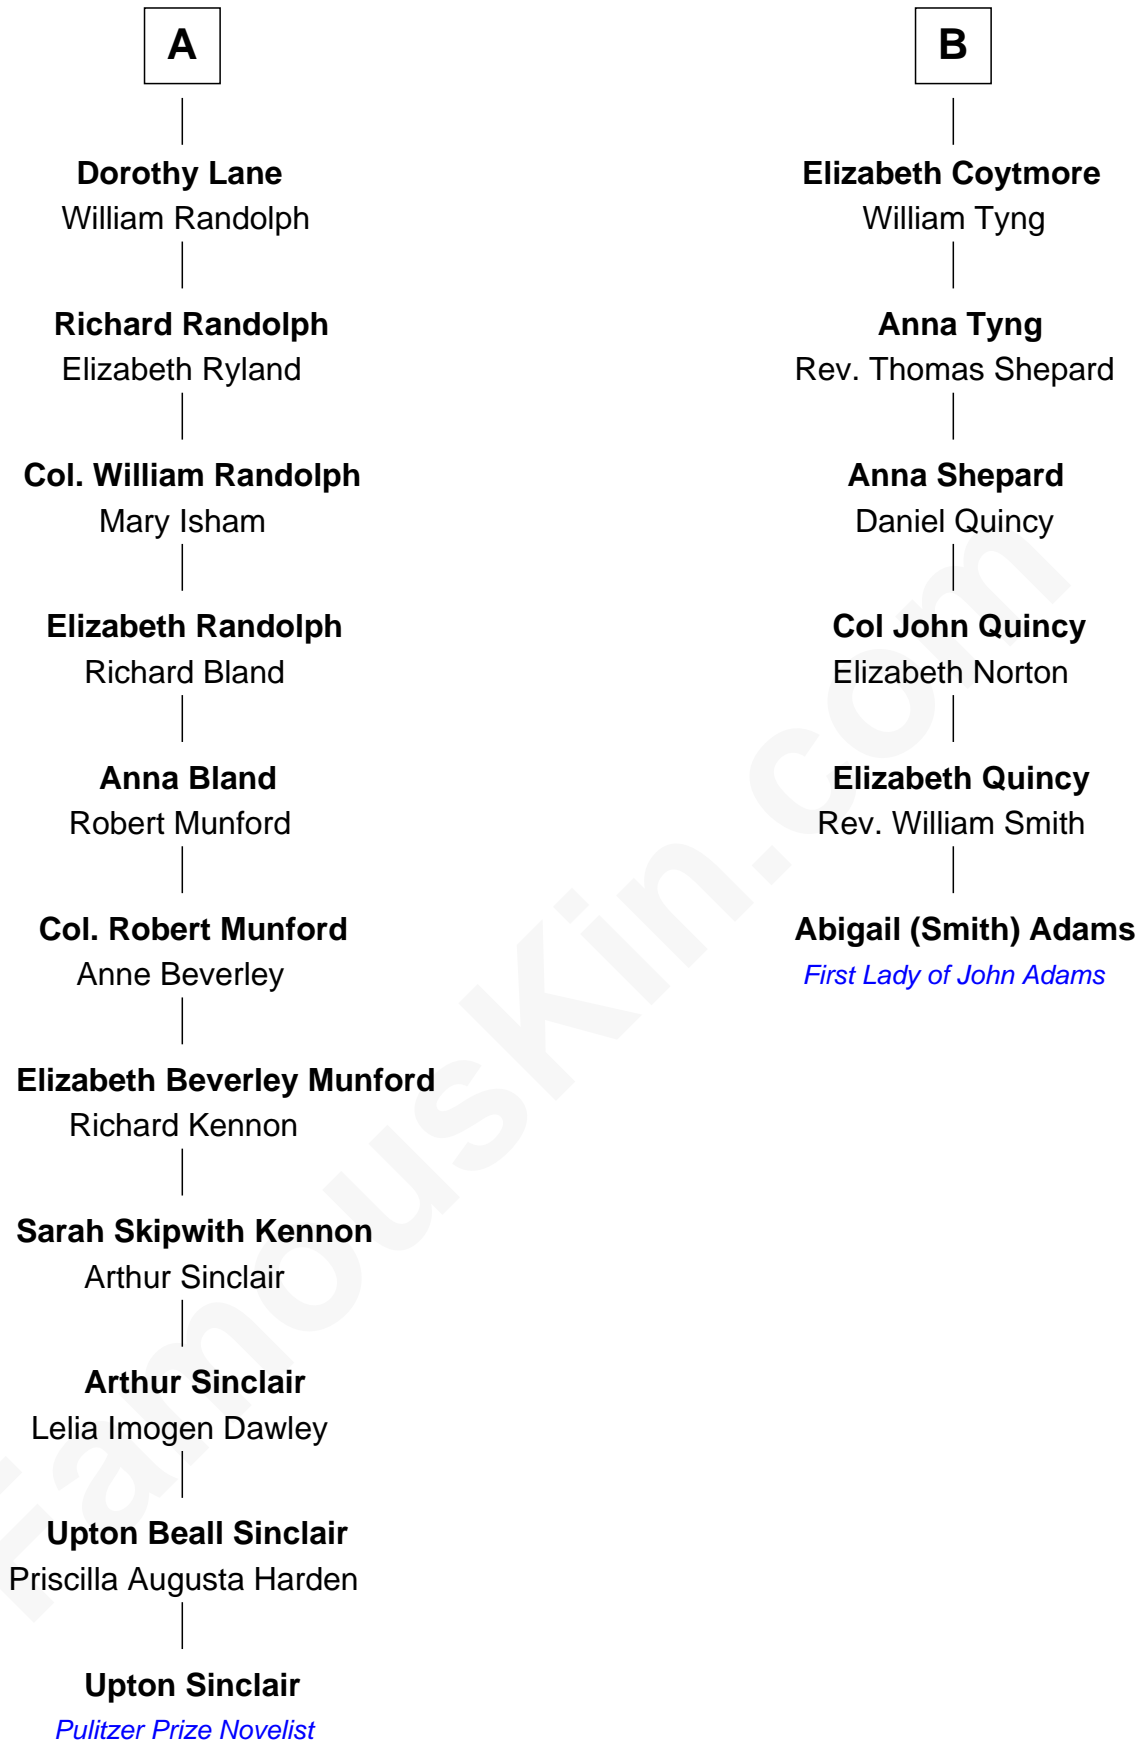 A
Dorothy Lane
William Randolph
Richard Randolph
Elizabeth Ryland
Col. William Randolph
Mary Isham
Elizabeth Randolph
Richard Bland
Anna Bland
Robert Munford
Col. Robert Munford
Anne Beverley
Elizabeth Beverley Munford
Richard Kennon
Sarah Skipwith Kennon
Arthur Sinclair
Arthur Sinclair
Lelia Imogen Dawley
Upton Beall Sinclair
Priscilla Augusta Harden
Upton Sinclair
Pulitzer Prize Novelist
B
Elizabeth Coytmore
William Tyng
Anna Tyng
Rev. Thomas Shepard
Anna Shepard
Daniel Quincy
Col John Quincy
Elizabeth Norton
Elizabeth Quincy
Rev. William Smith
Abigail (Smith) Adams
First Lady of John Adams
FamousKin.com